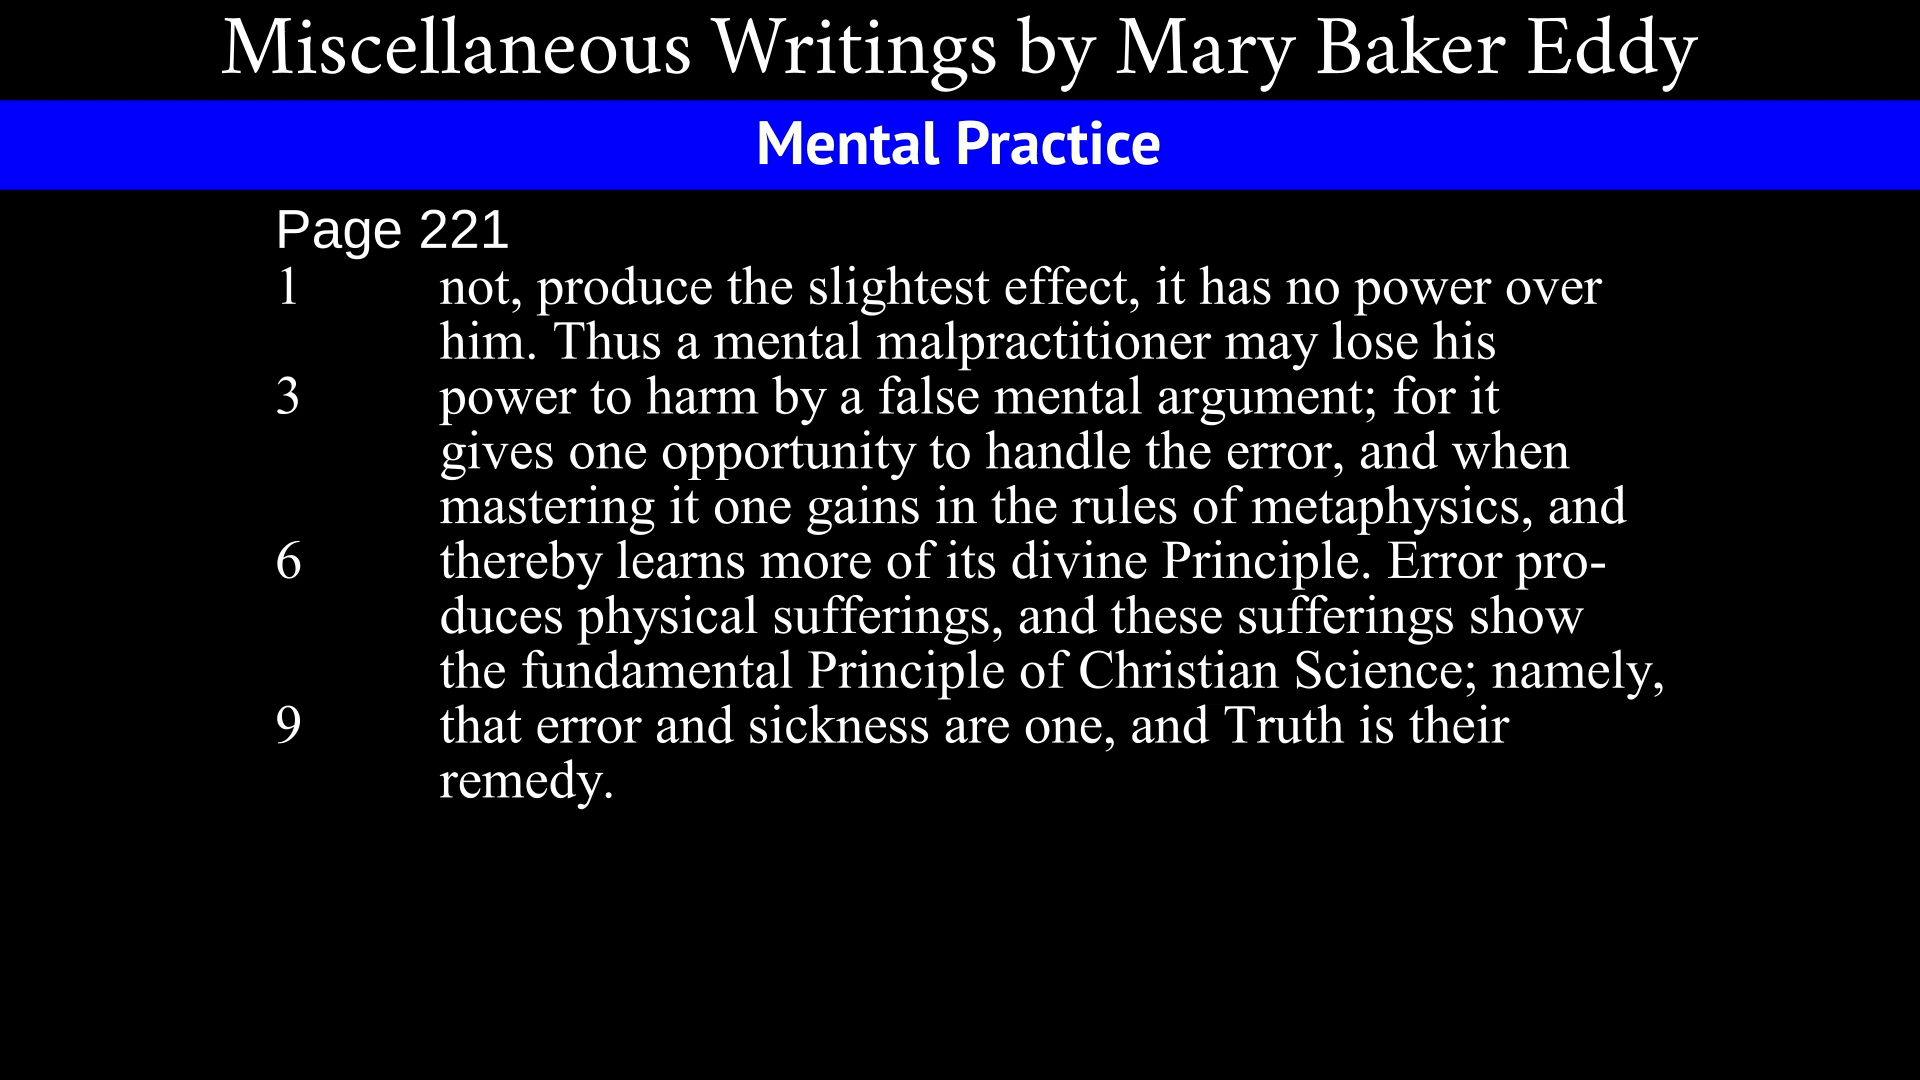 Miscellaneous Writings by Mary Baker Eddy
Mental Practice
Page 221
1 not, produce the slightest effect, it has no power over
him. Thus a mental malpractitioner may lose his
3 power to harm by a false mental argument; for it
gives one opportunity to handle the error, and when
mastering it one gains in the rules of metaphysics, and
6 thereby learns more of its divine Principle. Error pro-
duces physical sufferings, and these sufferings show
the fundamental Principle of Christian Science; namely,
9 that error and sickness are one, and Truth is their
remedy.